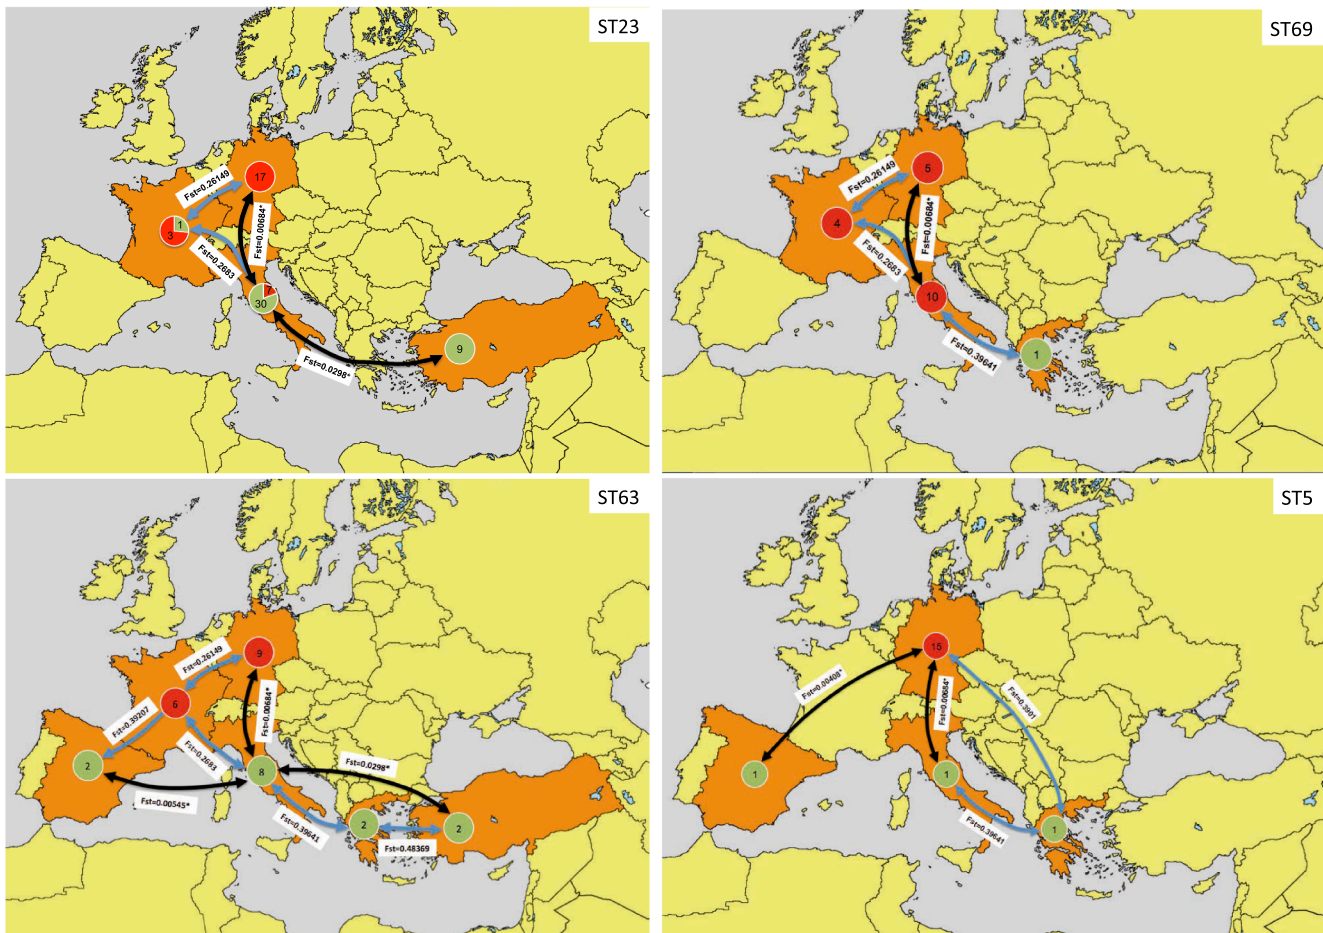 ST23
17
Fst=0.26149
1
3
Fst=0.00684*
Fst=0.2683
7
30
9
Fst=0.0298*
ST69
5
Fst=0.26149
4
Fst=0.00684*
Fst=0.2683
10
1
Fst=0.39641
ST63
9
Fst=0.26149
6
Fst=0.00684*
Fst=0.39207
Fst=0.2683
2
8
Fst=0.0298*
Fst=0.00545*
Fst=0.39641
2
2
Fst=0.48369
ST5
15
Fst=0.00408*
Fst=0.00684*
Fst=0.3901
1
1
1
Fst=0.39641